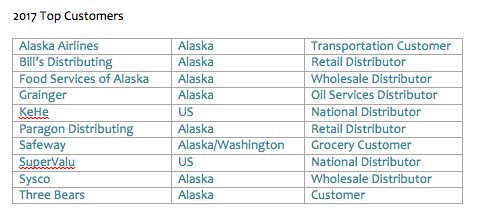 2017 Top Customers
Alaska Airlines Alaska Transportation Customer
Bill's Distributing Alaska Retail Distributor
Food Services of Alaska Alaska Wholesale Distributor
Grainger Alaska Oil Services Distributor
KeHe US National Distributor
Paragon Distributing Alaska Retail Distributor
Safeway Alaska/Washington Grocery Customer
SuperValu US National Distributor
Sysco Alaska Wholesale Distributor
Three Bears Alaska Customer